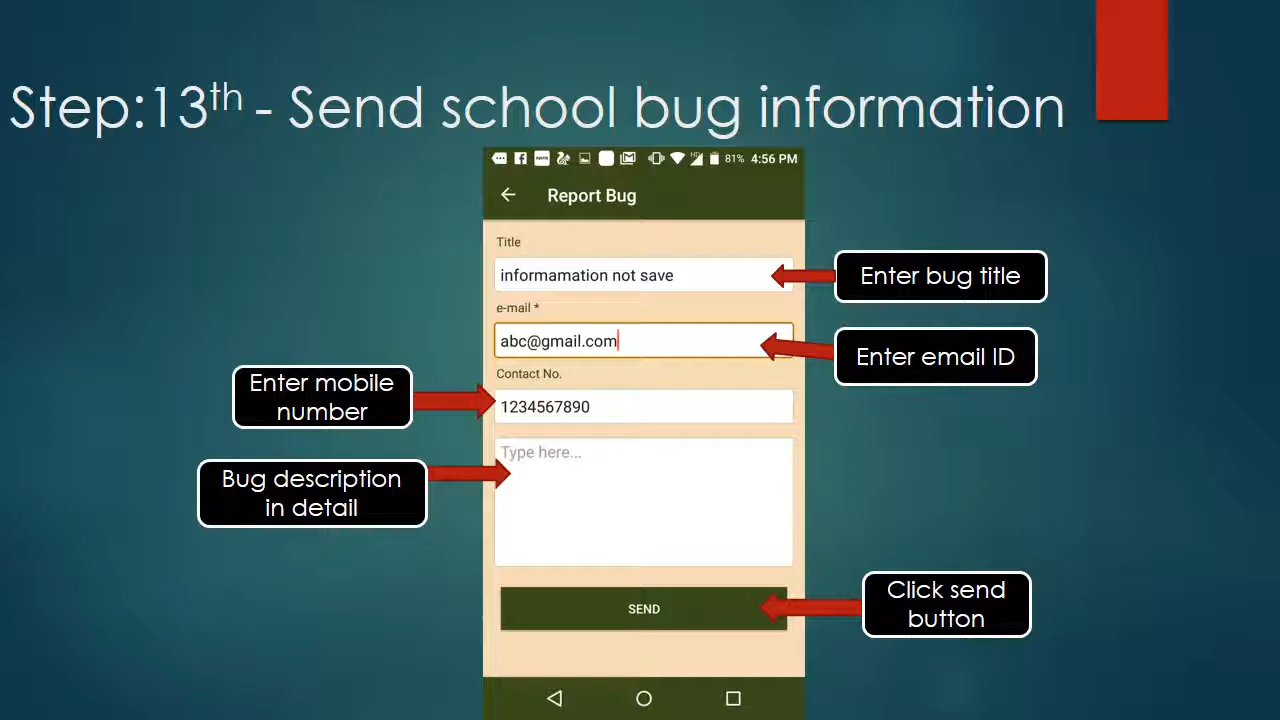 Step:13th - Send school bug information
81% 4:56 PM
Report Bug
Title
informamation not save
Enter bug title
e-mail *
abc@gmail.com
Enter email ID
Contact No.
Enter mobile
number
1234567890
Type here...
Bug description
in detail
SEND
Click send
button